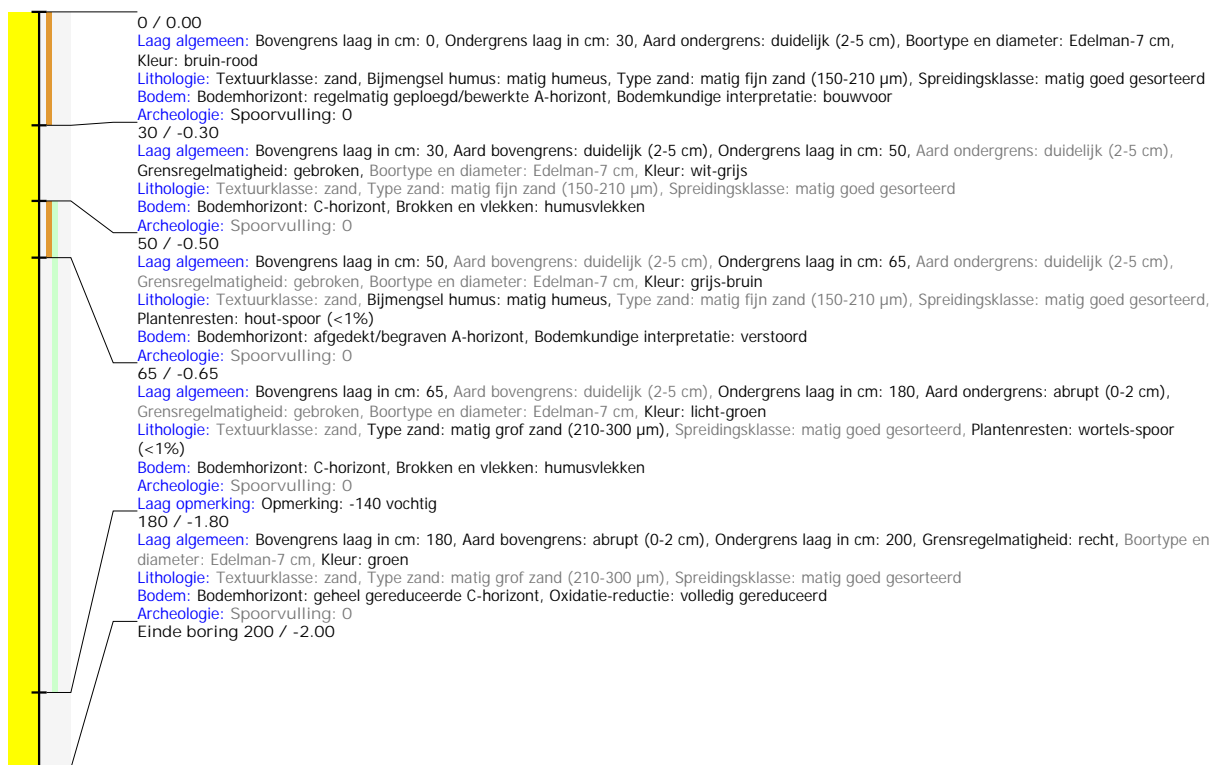 0 / 0.00
Laag algemeen: Bovengrens laag in cm: 0, Ondergrens laag in cm: 30, Aard ondergrens: duidelijk (2-5 cm), Boortype en diameter: Edelman-7 cm,
Kleur: bruin-rood
Lithologie: Textuurklasse: zand, Bijmengsel humus: matig humeus, Type zand: matig fijn zand (150-210 µm), Spreidingsklasse: matig goed gesorteerd
Bodem: Bodemhorizont: regelmatig geploegd/bewerkte A-horizont, Bodemkundige interpretatie: bouwvoor
Archeologie: Spoorvulling: 0
30 / -0.30
Laag algemeen: Bovengrens laag in cm: 30, Aard bovengrens: duidelijk (2-5 cm), Ondergrens laag in cm: 50, Aard ondergrens: duidelijk (2-5 cm),
Grensregelmatigheid: gebroken, Boortype en diameter: Edelman-7 cm, Kleur: wit-grijs
Lithologie: Textuurklasse: zand, Type zand: matig fijn zand (150-210 µm), Spreidingsklasse: matig goed gesorteerd
Bodem: Bodemhorizont: C-horizont, Brokken en vlekken: humusvlekken
Archeologie: Spoorvulling: 0
50 / -0.50
Laag algemeen: Bovengrens laag in cm: 50, Aard bovengrens: duidelijk (2-5 cm), Ondergrens laag in cm: 65, Aard ondergrens: duidelijk (2-5 cm),
Grensregelmatigheid: gebroken, Boortype en diameter: Edelman-7 cm, Kleur: grijs-bruin
Lithologie: Textuurklasse: zand, Bijmengsel humus: matig humeus, Type zand: matig fijn zand (150-210 µm), Spreidingsklasse: matig goed gesorteerd,
Plantenresten: hout-spoor (<1%)
Bodem: Bodemhorizont: afgedekt/begraven A-horizont, Bodemkundige interpretatie: verstoord
Archeologie: Spoorvulling: 0
65 / -0.65
Laag algemeen: Bovengrens laag in cm: 65, Aard bovengrens: duidelijk (2-5 cm), Ondergrens laag in cm: 180, Aard ondergrens: abrupt (0-2 cm),
Grensregelmatigheid: gebroken, Boortype en diameter: Edelman-7 cm, Kleur: licht-groen
Lithologie: Textuurklasse: zand, Type zand: matig grof zand (210-300 µm), Spreidingsklasse: matig goed gesorteerd, Plantenresten: wortels-spoor
(<1%)
Bodem: Bodemhorizont: C-horizont, Brokken en vlekken: humusvlekken
Archeologie: Spoorvulling: 0
Laag opmerking: Opmerking: -140 vochtig
180 / -1.80
Laag algemeen: Bovengrens laag in cm: 180, Aard bovengrens: abrupt (0-2 cm), Ondergrens laag in cm: 200, Grensregelmatigheid: recht, Boortype en
diameter: Edelman-7 cm, Kleur: groen
Lithologie: Textuurklasse: zand, Type zand: matig grof zand (210-300 µm), Spreidingsklasse: matig goed gesorteerd
Bodem: Bodemhorizont: geheel gereduceerde C-horizont, Oxidatie-reductie: volledig gereduceerd
Archeologie: Spoorvulling: 0
Einde boring 200 / -2.00